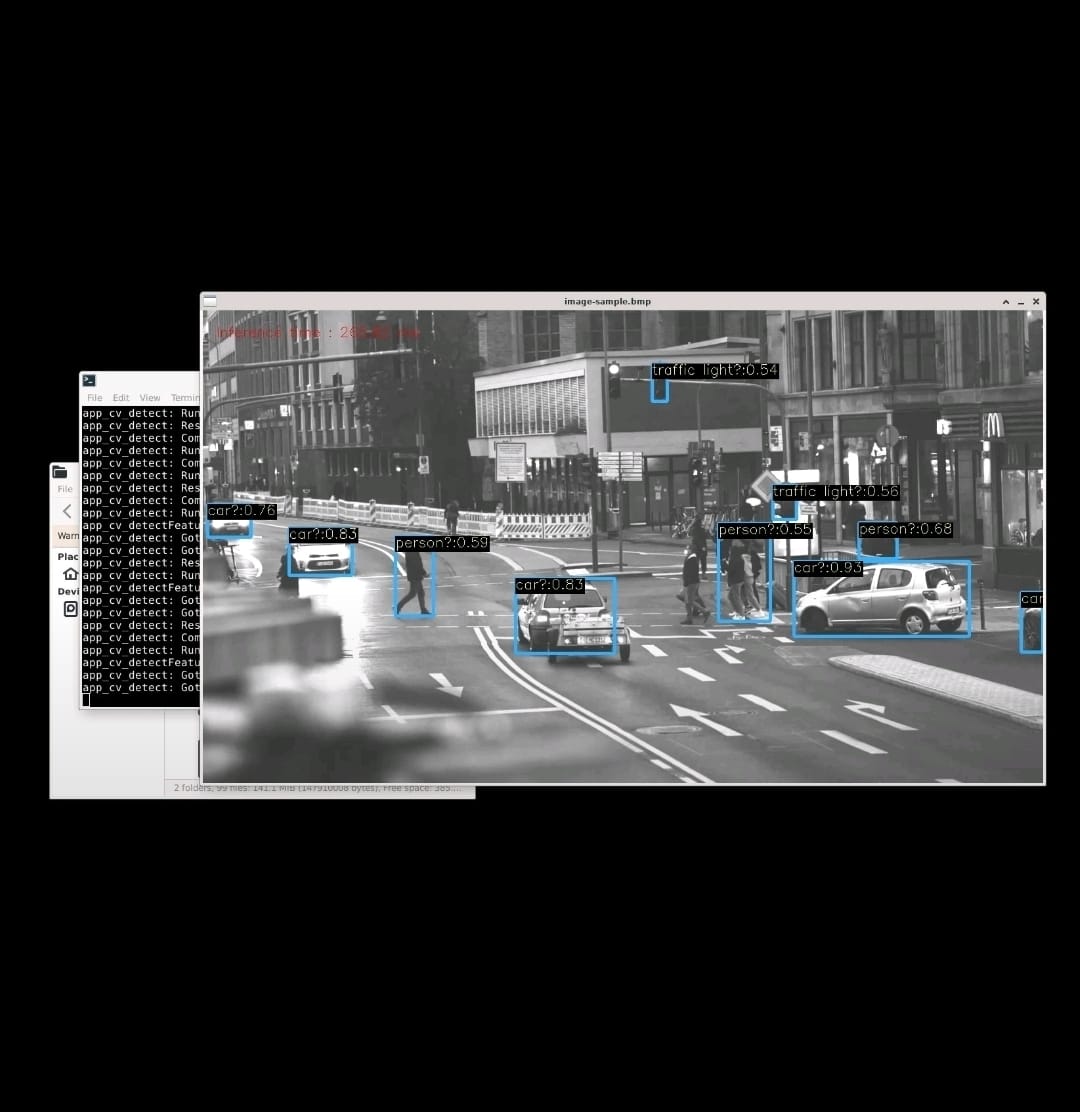 image-sample.bmp
Inference time :
traffic light?:0.54
traffic light?:0.56
car?:0.76
car?:0.83
person?:0.59
person?:0.55
person?:0.68
car?:0.93
car?:0.83
car
File Edit View Termin
app_cv_detect: Run
app_cv_detect: Res
app_cv_detect: Com
app_cv_detect: Run
app_cv_detect: Com
app_cv_detect: Run
app_cv_detect: Res
app_cv_detect: Com
app_cv_detect: Run
app_cv_detectFeatu
app_cv_detect: Got
app_cv_detect: Got
app_cv_detect: Res
app_cv_detect: Run
app_cv_detectFeatu
app_cv_detect: Got
app_cv_detect: Got
app_cv_detect: Res
app_cv_detect: Com
app_cv_detect: Run
app_cv_detectFeatu
app_cv_detect: Got
app_cv_detect: Got
File
Warn
Plac
Devi
2 folders, 99 files: 141.1 MiB (147910008 bytes), Free space: 385....